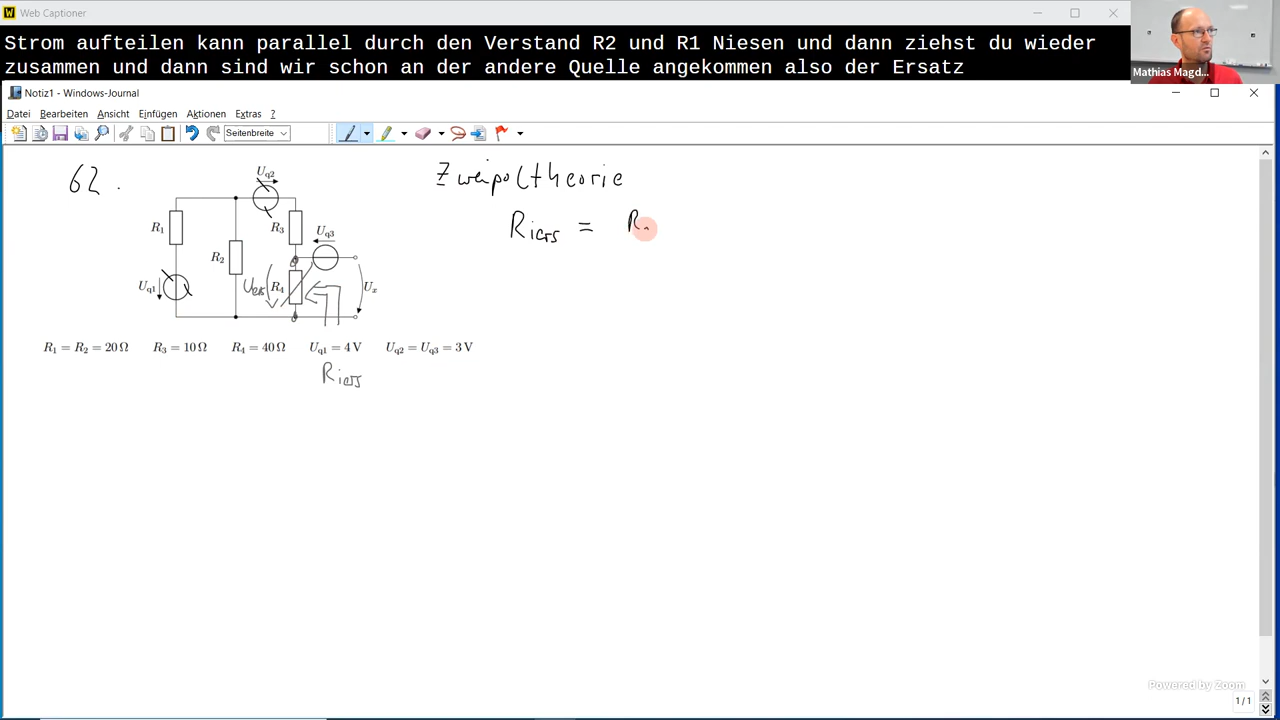 Web Captioner
Strom aufteilen kann parallel durch den Verstand R2 und R1 Niesen und dann ziehst du wieder
zusammen und dann sind wir schon an der andere Quelle angekommen also der Ersatz
Mathias Magd...
Notiz1 - Windows-Journal
Datei Bearbeiten Ansicht Einfügen Aktionen Extras ?
Seitenbreite
62.
Zweipoltheorie
Uq2
R1
R3
Uq3
Riers = R
R2
Uq1
Uers
R4
Ux
R1 = R2 = 20 Ω R3 = 10 Ω R4 = 40 Ω Uq1 = 4 V Uq2 = Uq3 = 3 V
Riers
Powered by Zoom
1 / 1